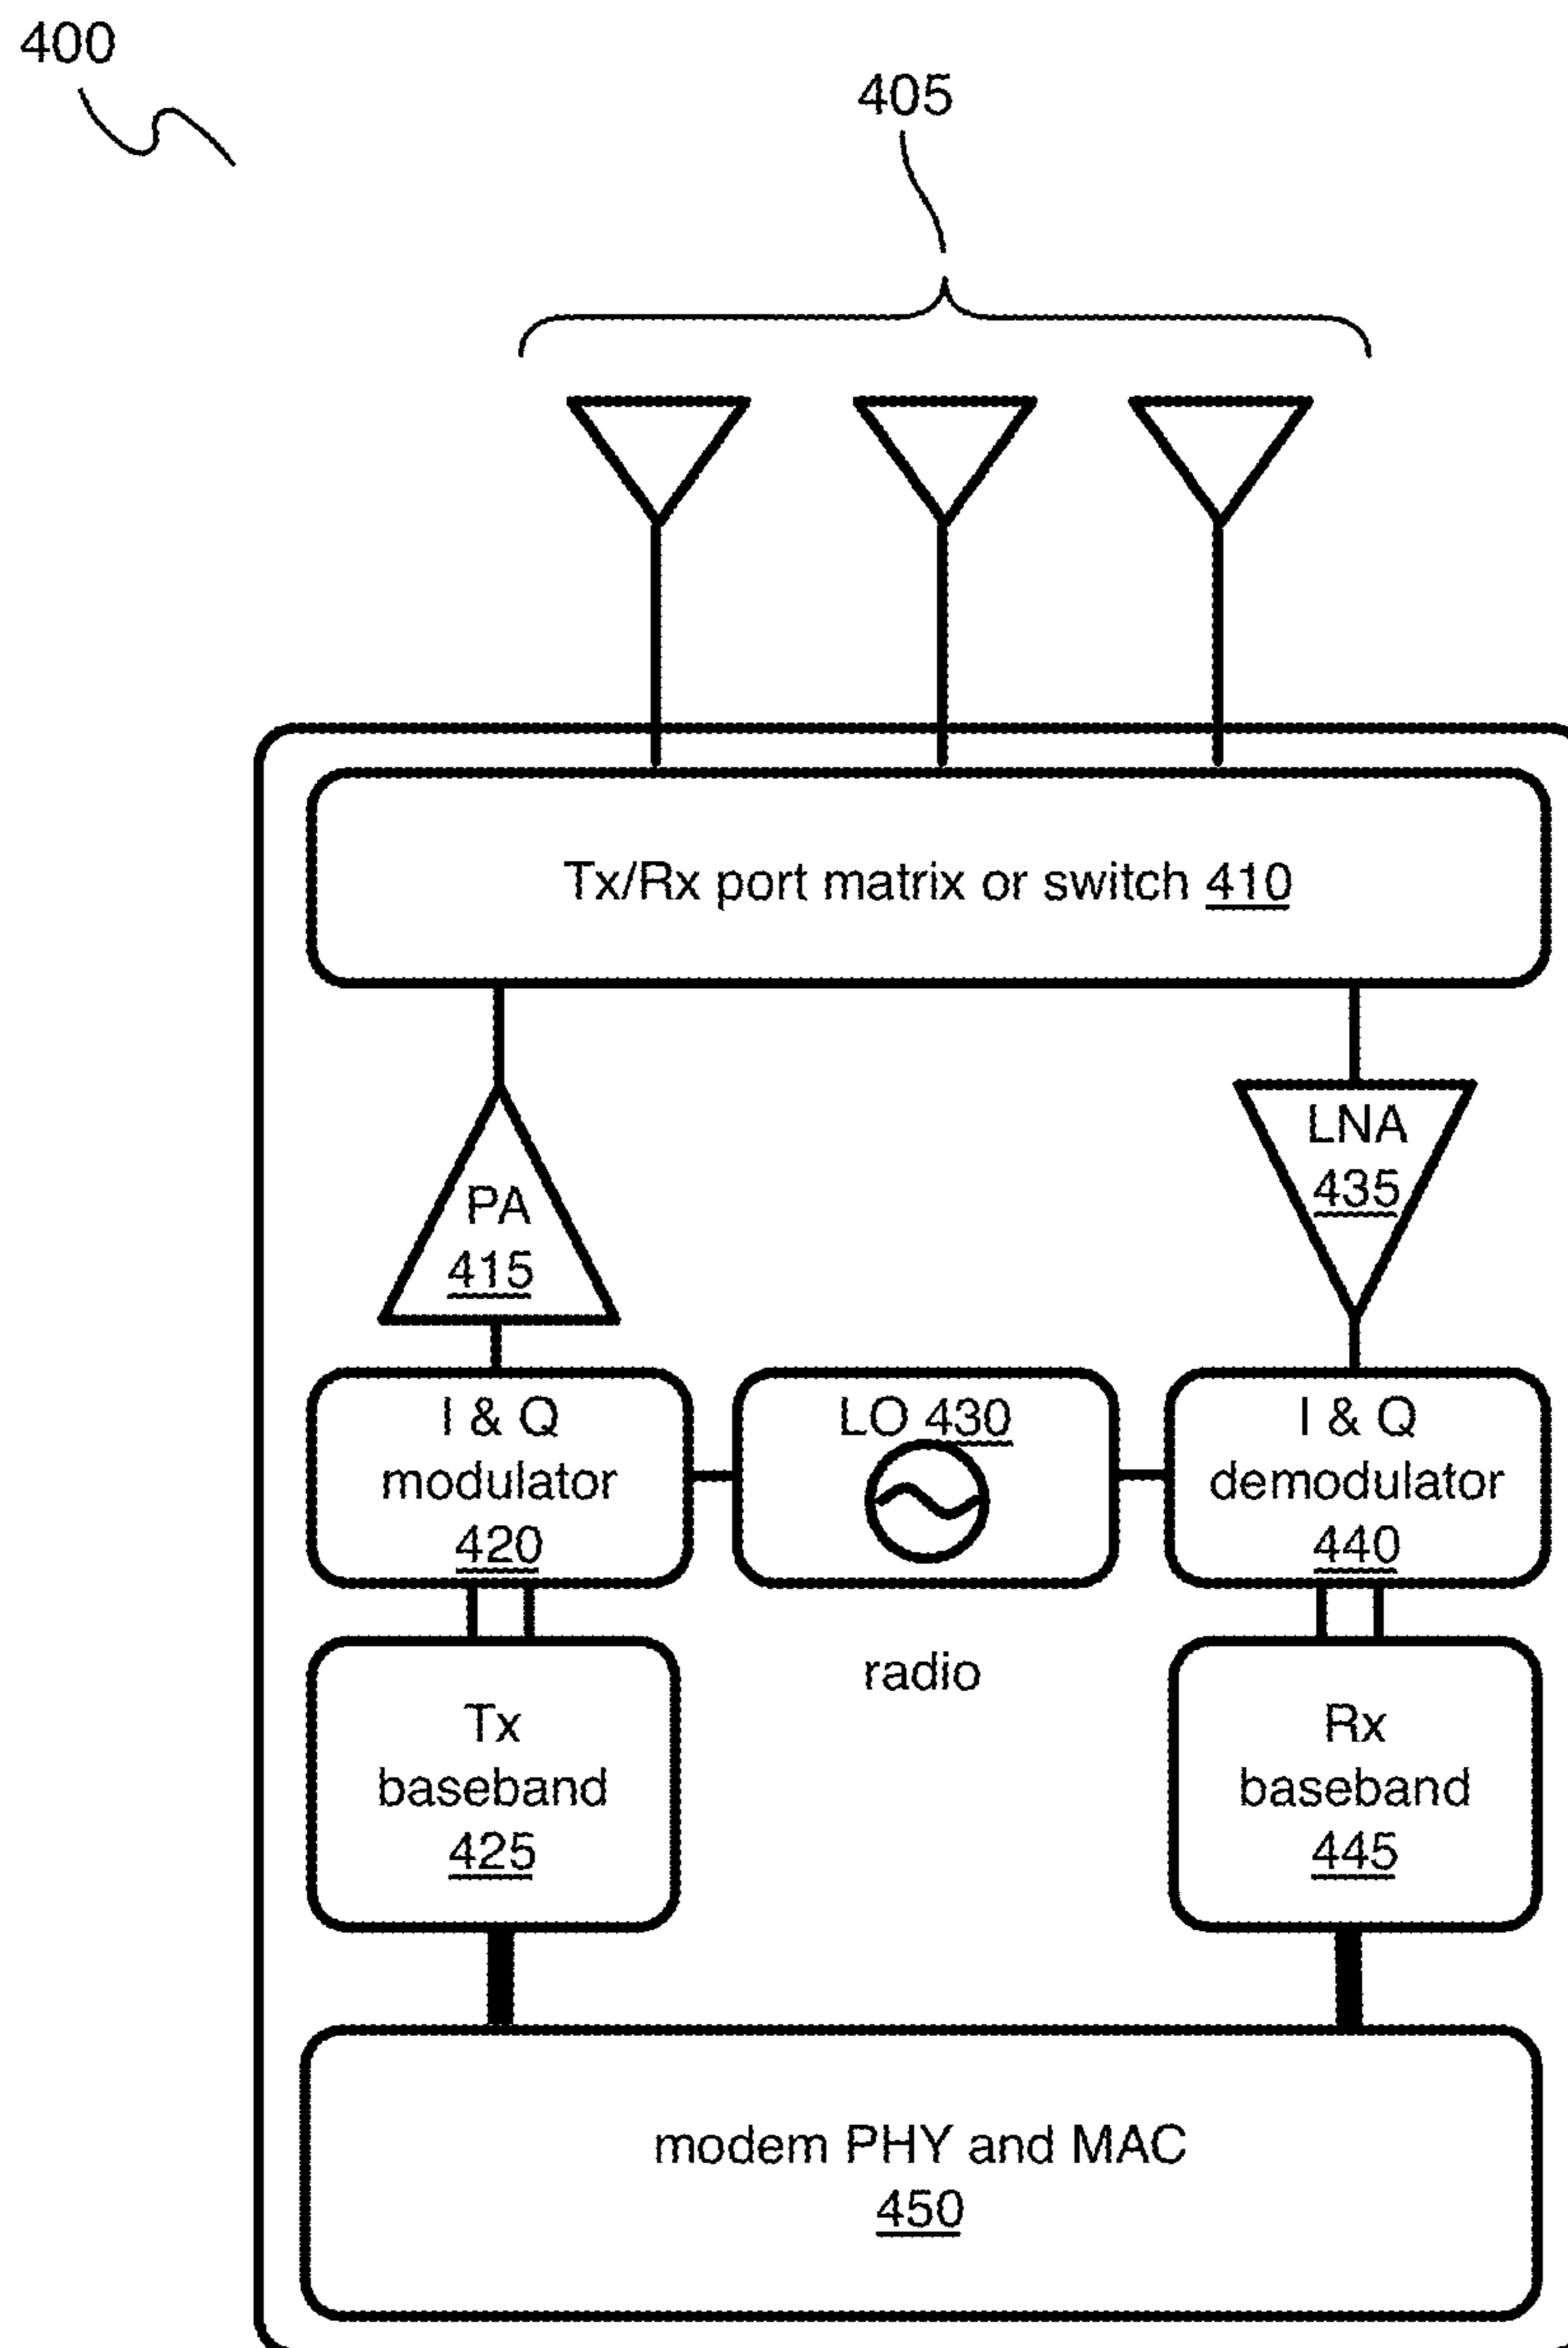 400
405
Tx/Rx port matrix or switch 410
PA
415
LNA
435
I & Q
modulator
420
LO 430
I & Q
demodulator
440
radio
Tx
baseband
425
Rx
baseband
445
modem PHY and MAC
450